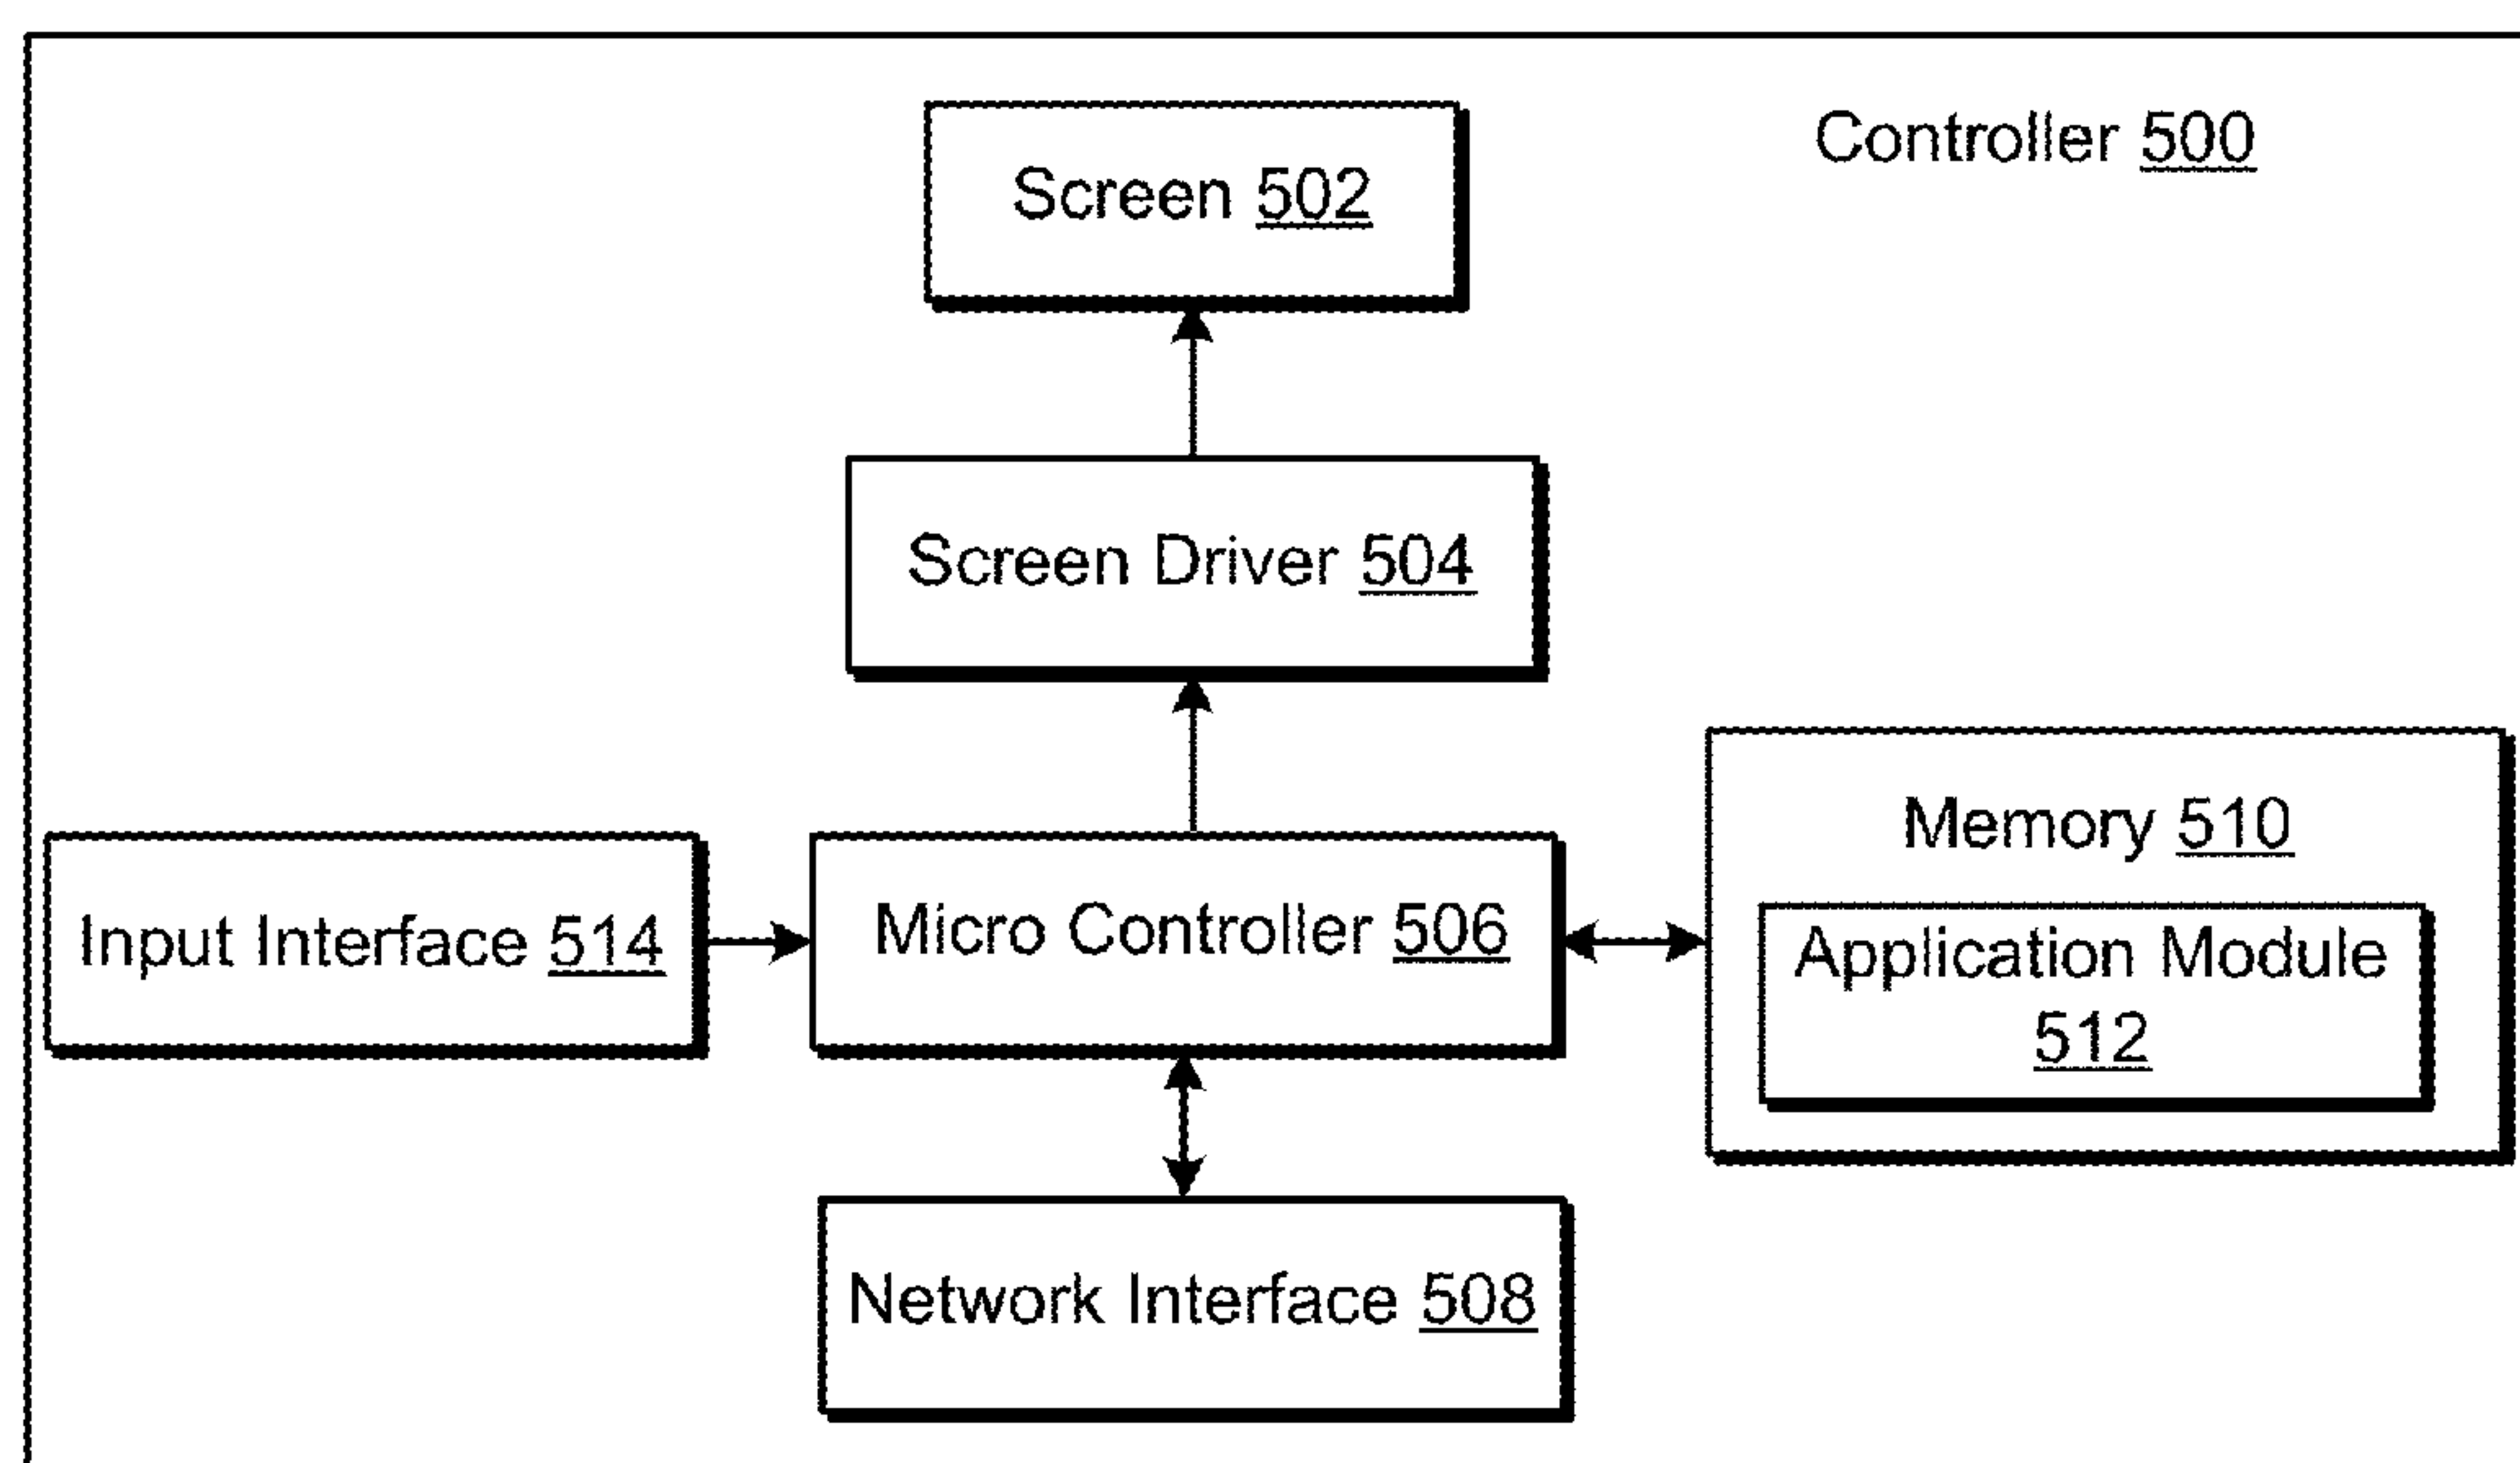 Controller 500
Screen 502
Screen Driver 504
Memory 510
Input Interface 514
Micro Controller 506
Application Module
512
Network Interface 508